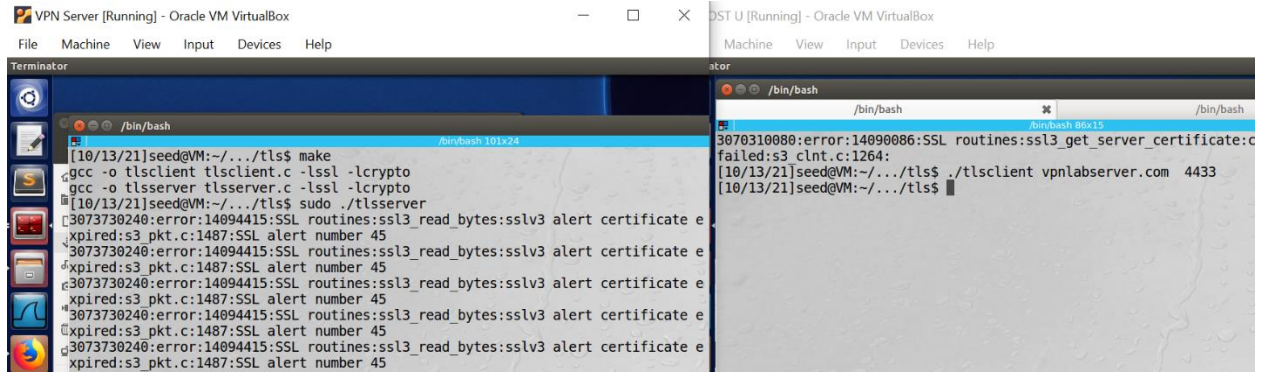 VPN Server [Running] - Oracle VM VirtualBox
File Machine View Input Devices Help
Terminator
/bin/bash
/bin/bash 101x24
[10/13/21]seed@VM:~/.../tls$ make
gcc -o tlsclient tlsclient.c -lssl -lcrypto
gcc -o tlsserver tlsserver.c -lssl -lcrypto
[10/13/21]seed@VM:~/.../tls$ sudo ./tlsserver
3073730240:error:14094415:SSL routines:ssl3_read_bytes:sslv3 alert certificate e
xpired:s3_pkt.c:1487:SSL alert number 45
3073730240:error:14094415:SSL routines:ssl3_read_bytes:sslv3 alert certificate e
xpired:s3_pkt.c:1487:SSL alert number 45
3073730240:error:14094415:SSL routines:ssl3_read_bytes:sslv3 alert certificate e
xpired:s3_pkt.c:1487:SSL alert number 45
3073730240:error:14094415:SSL routines:ssl3_read_bytes:sslv3 alert certificate e
xpired:s3_pkt.c:1487:SSL alert number 45
3073730240:error:14094415:SSL routines:ssl3_read_bytes:sslv3 alert certificate e
xpired:s3_pkt.c:1487:SSL alert number 45
OST U [Running] - Oracle VM VirtualBox
Machine View Input Devices Help
ator
/bin/bash
/bin/bash /bin/bash
/bin/bash 86x15
3070310080:error:14090086:SSL routines:ssl3_get_server_certificate:c
failed:s3_clnt.c:1264:
[10/13/21]seed@VM:~/.../tls$ ./tlsclient vpnlabserver.com 4433
[10/13/21]seed@VM:~/.../tls$